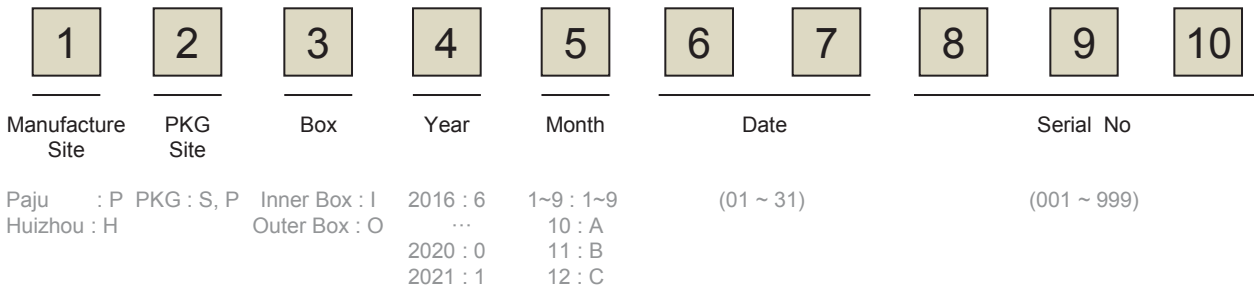 1 2 3 4 5 6 7 8 9 10
Manufacture Site PKG Site Box Year Month Date Serial No
Paju : P PKG : S, P Inner Box : I 2016 : 6 1~9 : 1~9 (01 ~ 31) (001 ~ 999)
Huizhou : H Outer Box : O ... 10 : A
2020 : 0 11 : B
2021 : 1 12 : C